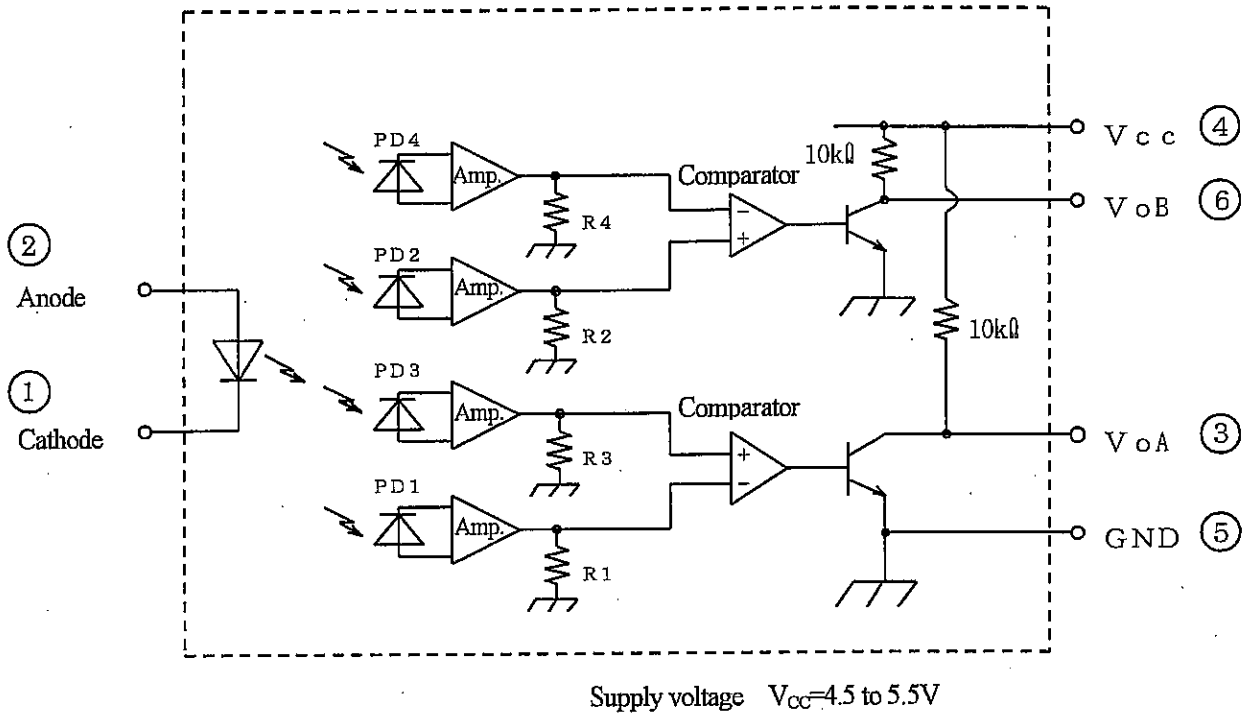 PD4
Amp.
R4
PD2
Amp.
R2
PD3
Amp.
R3
PD1
Amp.
R1
Comparator
−
+
Comparator
+
−
10kΩ
10kΩ
②
Anode
①
Cathode
Vcc ④
VoB ⑥
VoA ③
GND ⑤
Supply voltage VCC=4.5 to 5.5V